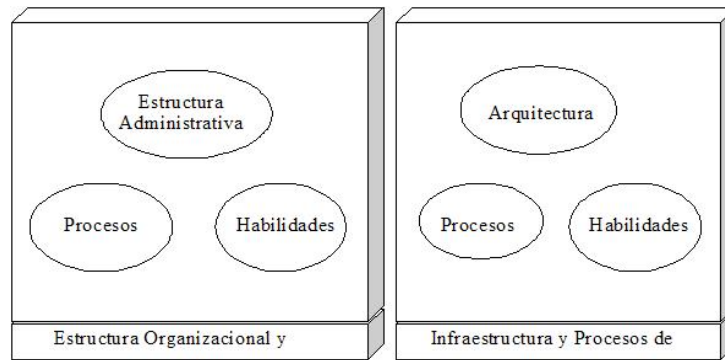 Estructura
Administrativa
Procesos
Habilidades
Estructura Organizacional y
Arquitectura
Procesos
Habilidades
Infraestructura y Procesos de